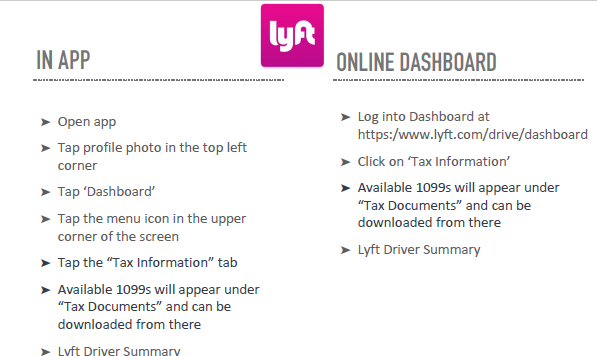 lyft
IN APP
Open app
Tap profile photo in the top left
corner
Tap ‘Dashboard’
Tap the menu icon in the upper
corner of the screen
Tap the “Tax Information” tab
Available 1099s will appear under
“Tax Documents” and can be
downloaded from there
Lyft Driver Summary
ONLINE DASHBOARD
Log into Dashboard at
https:/www.lyft.com/drive/dashboard
Click on ‘Tax Information’
Available 1099s will appear under
“Tax Documents” and can be
downloaded from there
Lyft Driver Summary